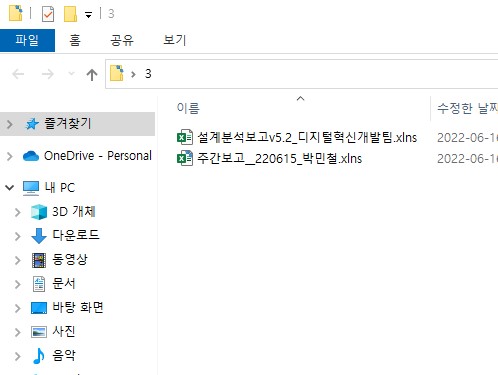 3
파일 홈 공유 보기
3
이름 수정한 날짜
즐겨찾기
설계분석보고v5.2_디지털혁신개발팀.xlns 2022-06-16
주간보고__220615_박민철.xlns 2022-06-16
OneDrive - Personal
내 PC
3D 개체
다운로드
동영상
문서
바탕 화면
사진
음악